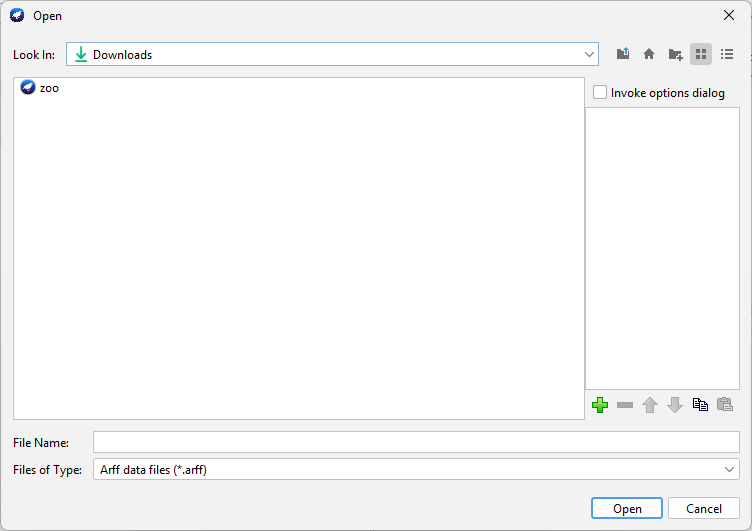 Open
Look In: Downloads
zoo
Invoke options dialog
File Name:
Files of Type: Arff data files (*.arff)
Open Cancel